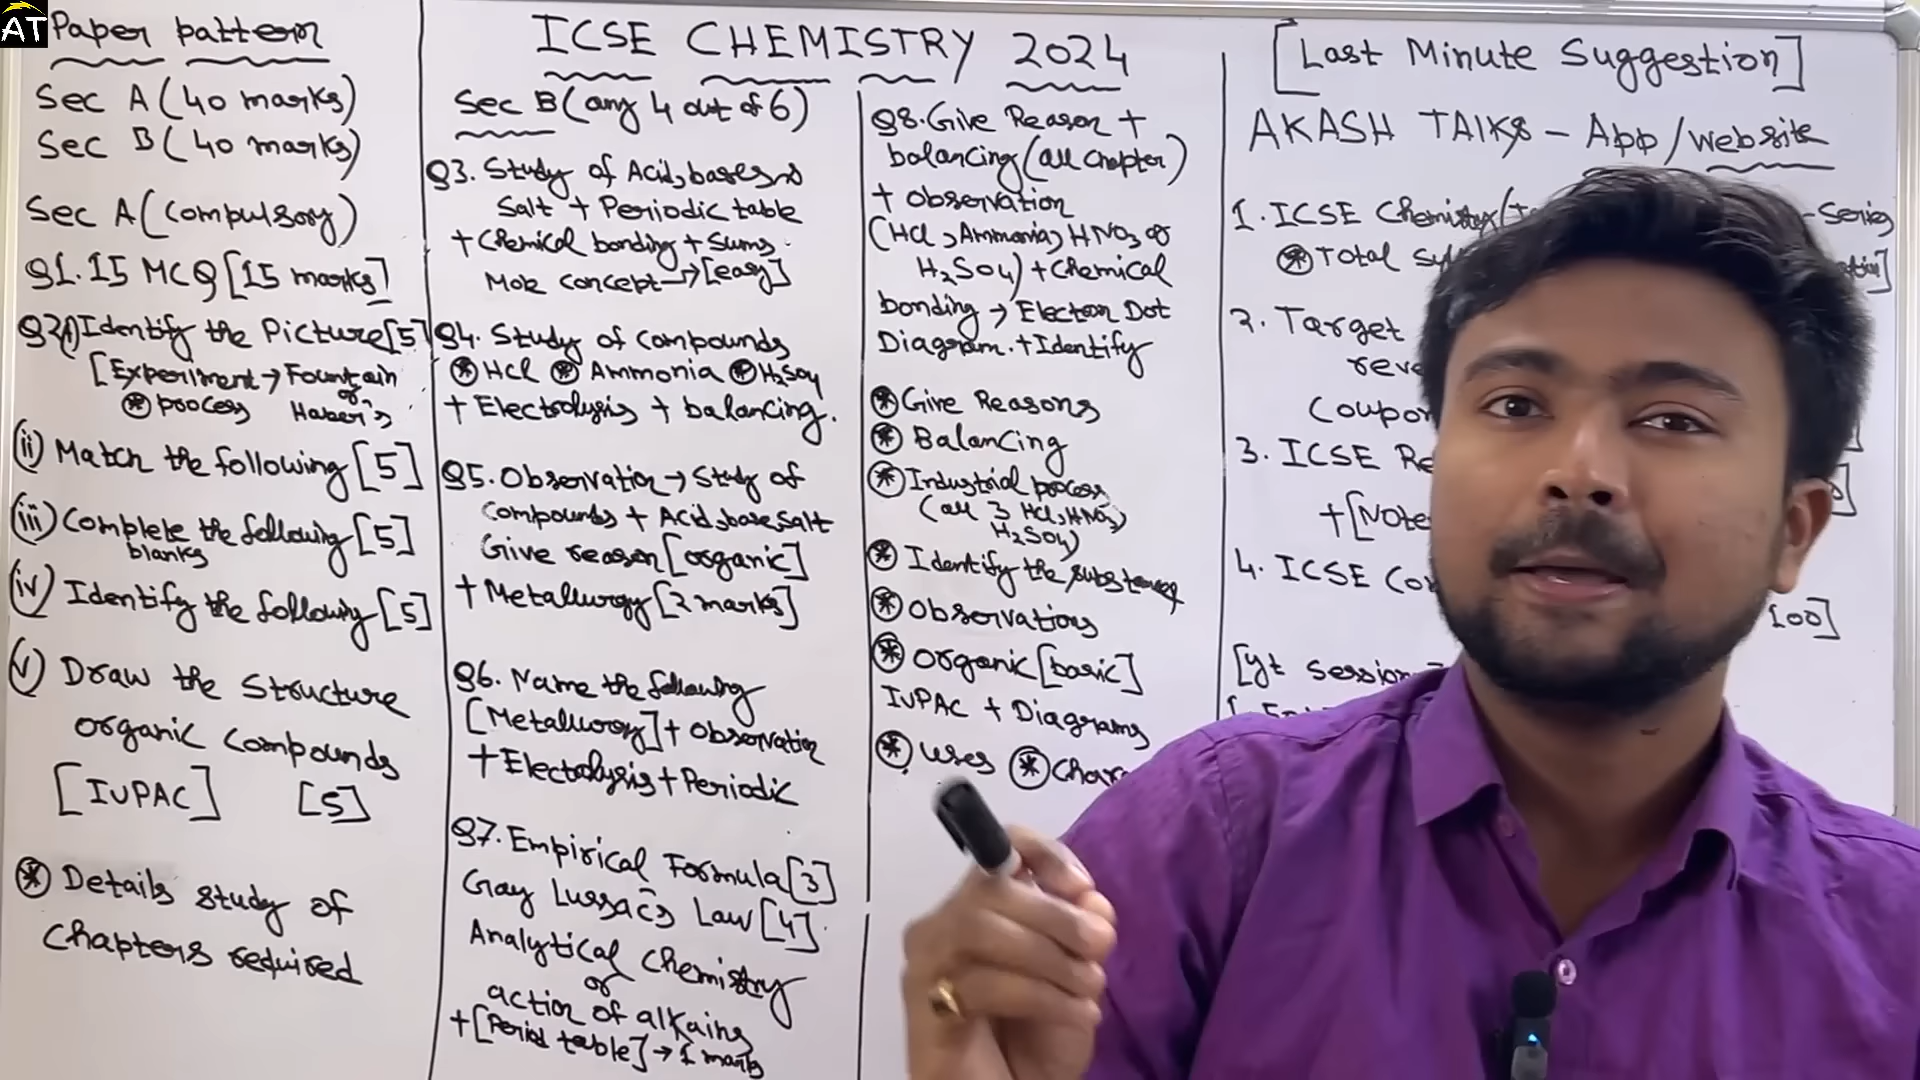 AT
Paper pattern
Sec A (40 marks)
Sec B (40 marks)
Sec A (Compulsory)
Q1. 15 MCQ [15 marks]
Q2. (i) Identify the Picture [5]
[Experiment → Fountain
or
* process Haber's
(ii) Match the following [5]
(iii) Complete the following [5]
blanks
(iv) Identify the following [5]
(v) Draw the Structure
organic compounds
[IUPAC] [5]
* Details study of
Chapters required
ICSE CHEMISTRY 2024
Sec B (any 4 out of 6)
Q3. Study of Acid, bases &
Salt + Periodic table
+ Chemical bonding + Sums.
Mole concept → [easy]
Q4. Study of Compounds
* HCl * Ammonia * H2SO4
+ Electrolysis + balancing.
Q5. Observation → Study of
Compounds + Acid, base, salt
Give reason [organic]
+ Metallurgy [2 marks]
Q6. Name the following
[Metallurgy] + observation
+ Electrolysis + Periodic
Q7. Empirical Formula [3]
Gay Lussac's Law [4].
Analytical Chemistry
or
action of alkains
+ [Period table] → 1 marks
Q8. Give Reason +
balancing (all Chapter)
+ observation
(HCl, Ammonia, HNO3 or
H2SO4) + Chemical
bonding → Electron Dot
Diagram. + Identify
* Give Reasons
* Balancing
* Industrial process
(all 3 HCl, HNO3,
H2SO4)
* Identify the substance
* Observations
* Organic [basic]
IUPAC + Diagrams
* Uses *
[Last Minute Suggestion]
AKASH TALKS - App/Website
1. ICSE Chemistry Series
* Total
2. Target
Coupon
3. ICSE
+ [Note
4. ICSE
100]
[yt session